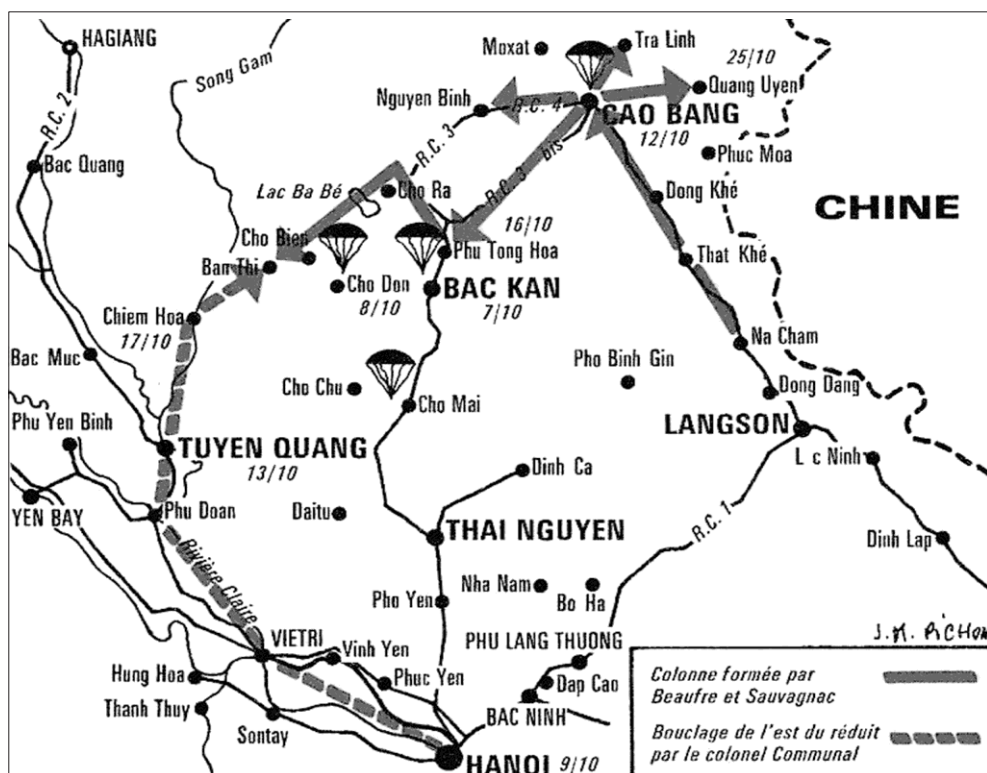 HAGIANG
Song Gam
Moxat
Tra Linh
25/10
Quang Uyen
R.C. 2
Nguyen Binh
R.C. 4
CAO BANG
12/10
Bac Quang
R.C. 3
bis
R.C. 3
Phuc Moa
Lac Ba Bé
Cho Ra
Dong Khé
CHINE
16/10
Cho Bien
Phu Tong Hoa
That Khé
Ban Thi
Cho Don
8/10
BAC KAN
7/10
Chiem Hoa
17/10
Na Cham
Bac Muc
Pho Binh Gin
Cho Chu
Cho Mai
Dong Dang
Phu Yen Binh
LANGSON
TUYEN QUANG
13/10
L c Ninh
Dinh Ca
YEN BAY
Phu Doan
Daitu
R.C. 1
THAI NGUYEN
Dinh Lap
Rivière Claire
Nha Nam
Bo Ha
Pho Yen
J.M. PICHON
VIETRI
Vinh Yen
PHU LANG THUONG
Hung Hoa
Phuc Yen
Dap Cao
Thanh Thuy
BAC NINH
Sontay
HANOI
9/10
Colonne formée par
Beaufre et Sauvagnac
Bouclage de l'est du réduit
par le colonel Communal